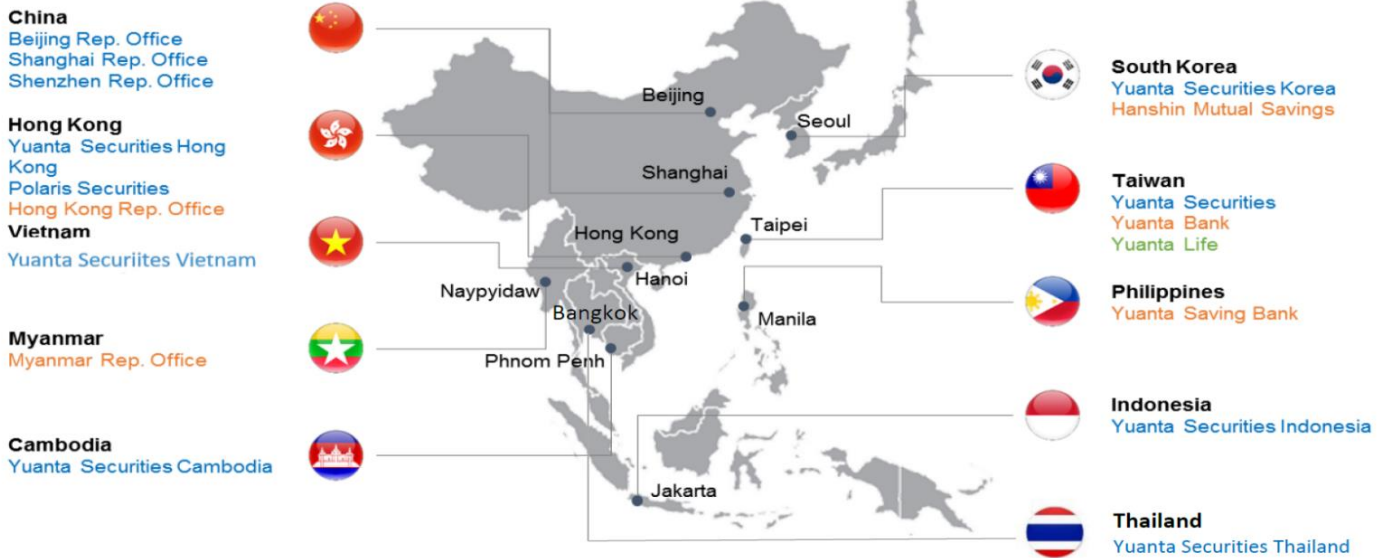 China
Beijing Rep. Office
Shanghai Rep. Office
Shenzhen Rep. Office
Hong Kong
Yuanta Securities Hong
Kong
Polaris Securities
Hong Kong Rep. Office
Vietnam
Yuanta Securiites Vietnam
Myanmar
Myanmar Rep. Office
Cambodia
Yuanta Securities Cambodia
Beijing
Seoul
Shanghai
Taipei
Hong Kong
Hanoi
Naypyidaw
Bangkok
Manila
Phnom Penh
Jakarta
South Korea
Yuanta Securities Korea
Hanshin Mutual Savings
Taiwan
Yuanta Securities
Yuanta Bank
Yuanta Life
Philippines
Yuanta Saving Bank
Indonesia
Yuanta Securities Indonesia
Thailand
Yuanta Securities Thailand